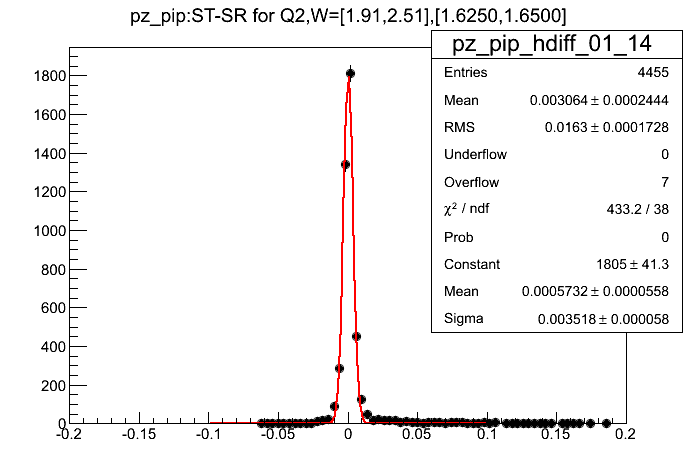 pz_pip:ST-SR for Q2,W=[1.91,2.51],[1.6250,1.6500]
pz_pip_hdiff_01_14
Entries 4455
Mean 0.003064 ± 0.0002444
RMS 0.0163 ± 0.0001728
Underflow 0
Overflow 7
χ² / ndf 433.2 / 38
Prob 0
Constant 1805 ± 41.3
Mean 0.0005732 ± 0.0000558
Sigma 0.003518 ± 0.000058
1800
1600
1400
1200
1000
800
600
400
200
0
-0.2 -0.15 -0.1 -0.05 0 0.05 0.1 0.15 0.2